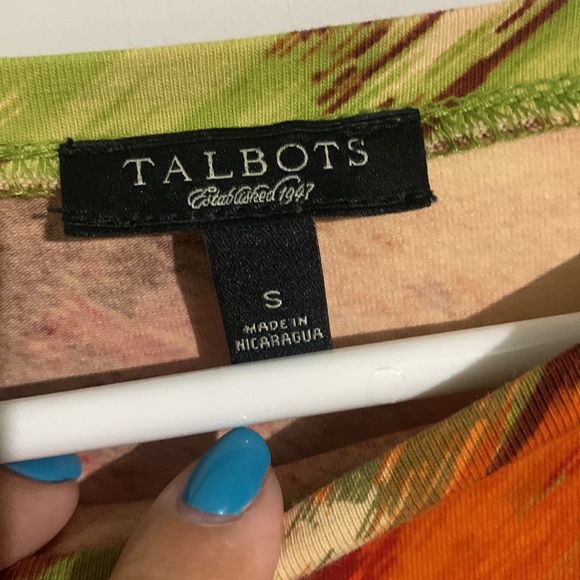 TALBOTS
Established 1947
S
MADE IN
NICARAGUA